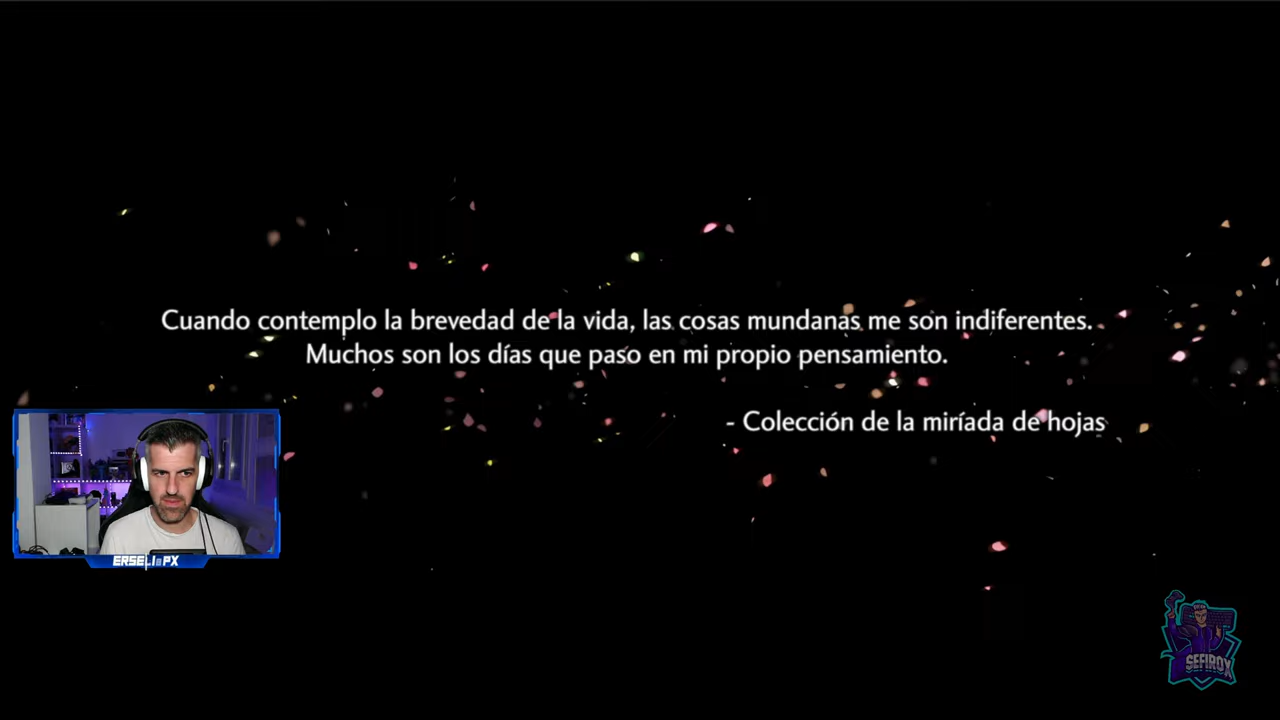 Cuando contemplo la brevedad de la vida, las cosas mundanas me son indiferentes.
Muchos son los días que paso en mi propio pensamiento.
- Colección de la miríada de hojas
SEFIROX